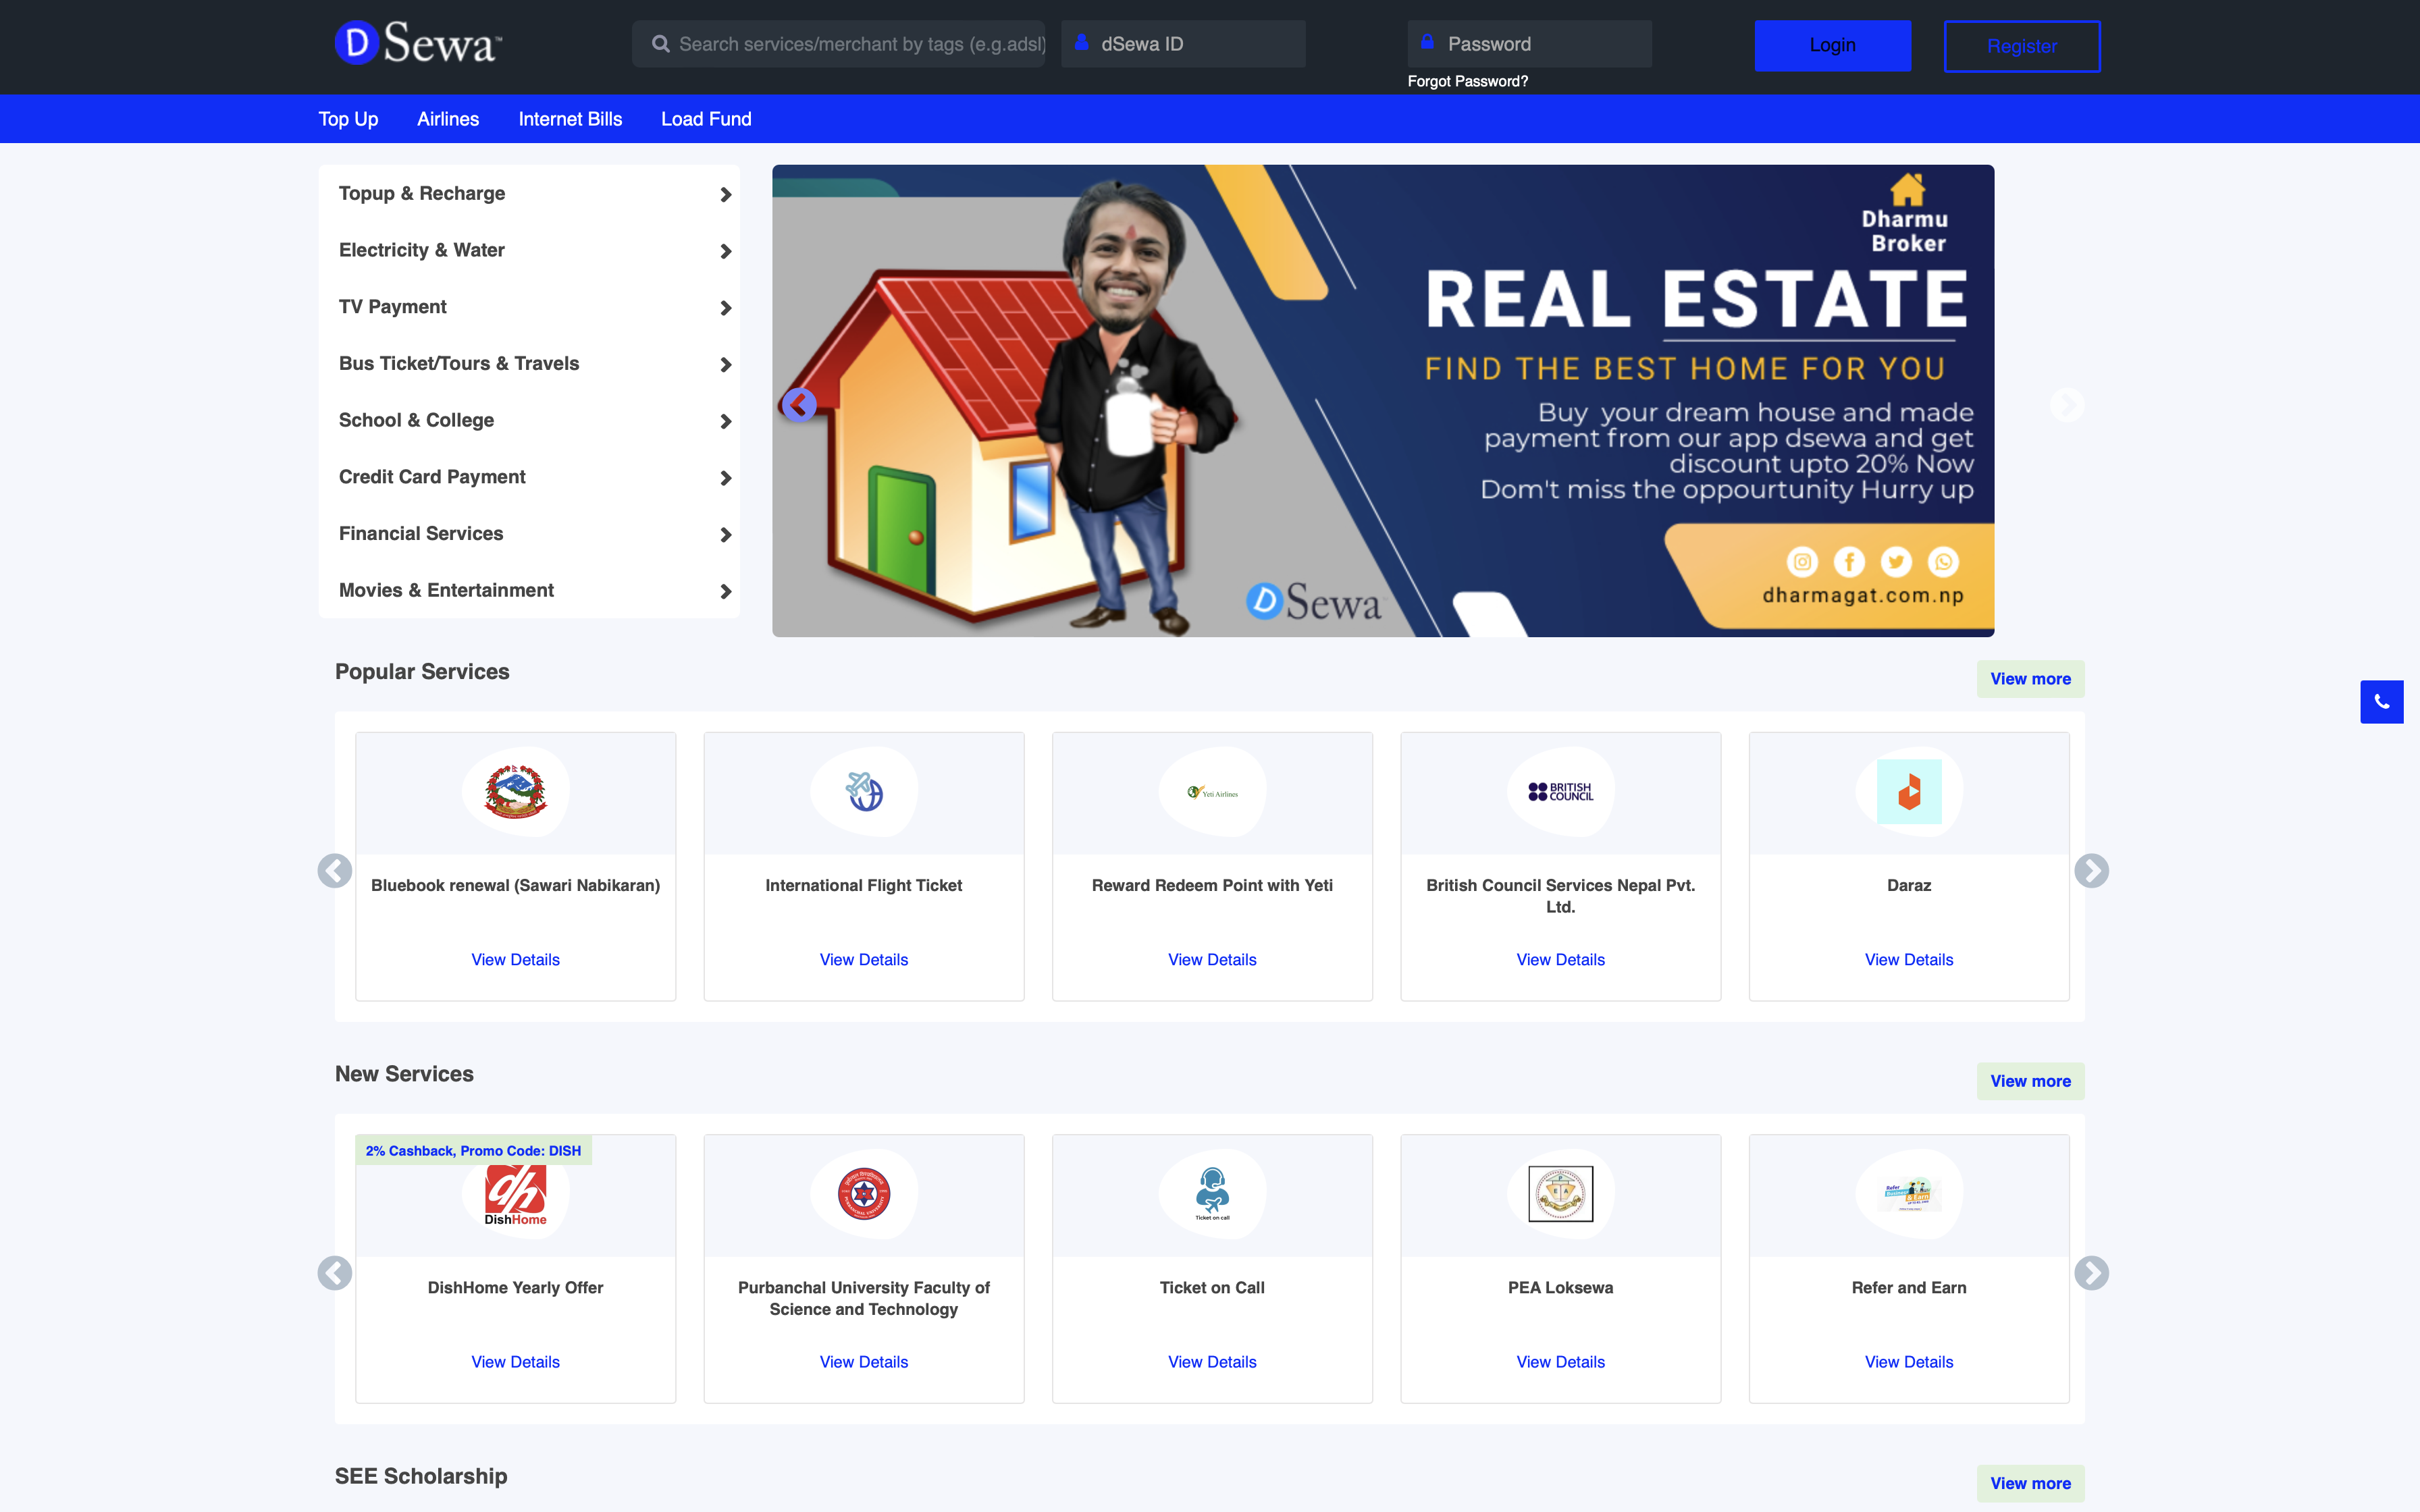 D Sewa™
Search services/merchant by tags (e.g.adsl)
dSewa ID
Password
Forgot Password?
Login
Register
Top Up
Airlines
Internet Bills
Load Fund
Topup & Recharge
Electricity & Water
TV Payment
Bus Ticket/Tours & Travels
School & College
Credit Card Payment
Financial Services
Movies & Entertainment
Dharmu
Broker
REAL ESTATE
FIND THE BEST HOME FOR YOU
Buy your dream house and made
payment from our app dsewa and get
discount upto 20% Now
Dom't miss the oppourtunity Hurry up
dharmagat.com.np
D Sewa
Popular Services
View more
Yeti Airlines
BRITISH
COUNCIL
Bluebook renewal (Sawari Nabikaran)
International Flight Ticket
Reward Redeem Point with Yeti
British Council Services Nepal Pvt.
Ltd.
Daraz
View Details
View Details
View Details
View Details
View Details
New Services
View more
2% Cashback, Promo Code: DISH
dh
DishHome
Ticket on call
P
E A
Refer
& Earn
DishHome Yearly Offer
Purbanchal University Faculty of
Science and Technology
Ticket on Call
PEA Loksewa
Refer and Earn
View Details
View Details
View Details
View Details
View Details
SEE Scholarship
View more